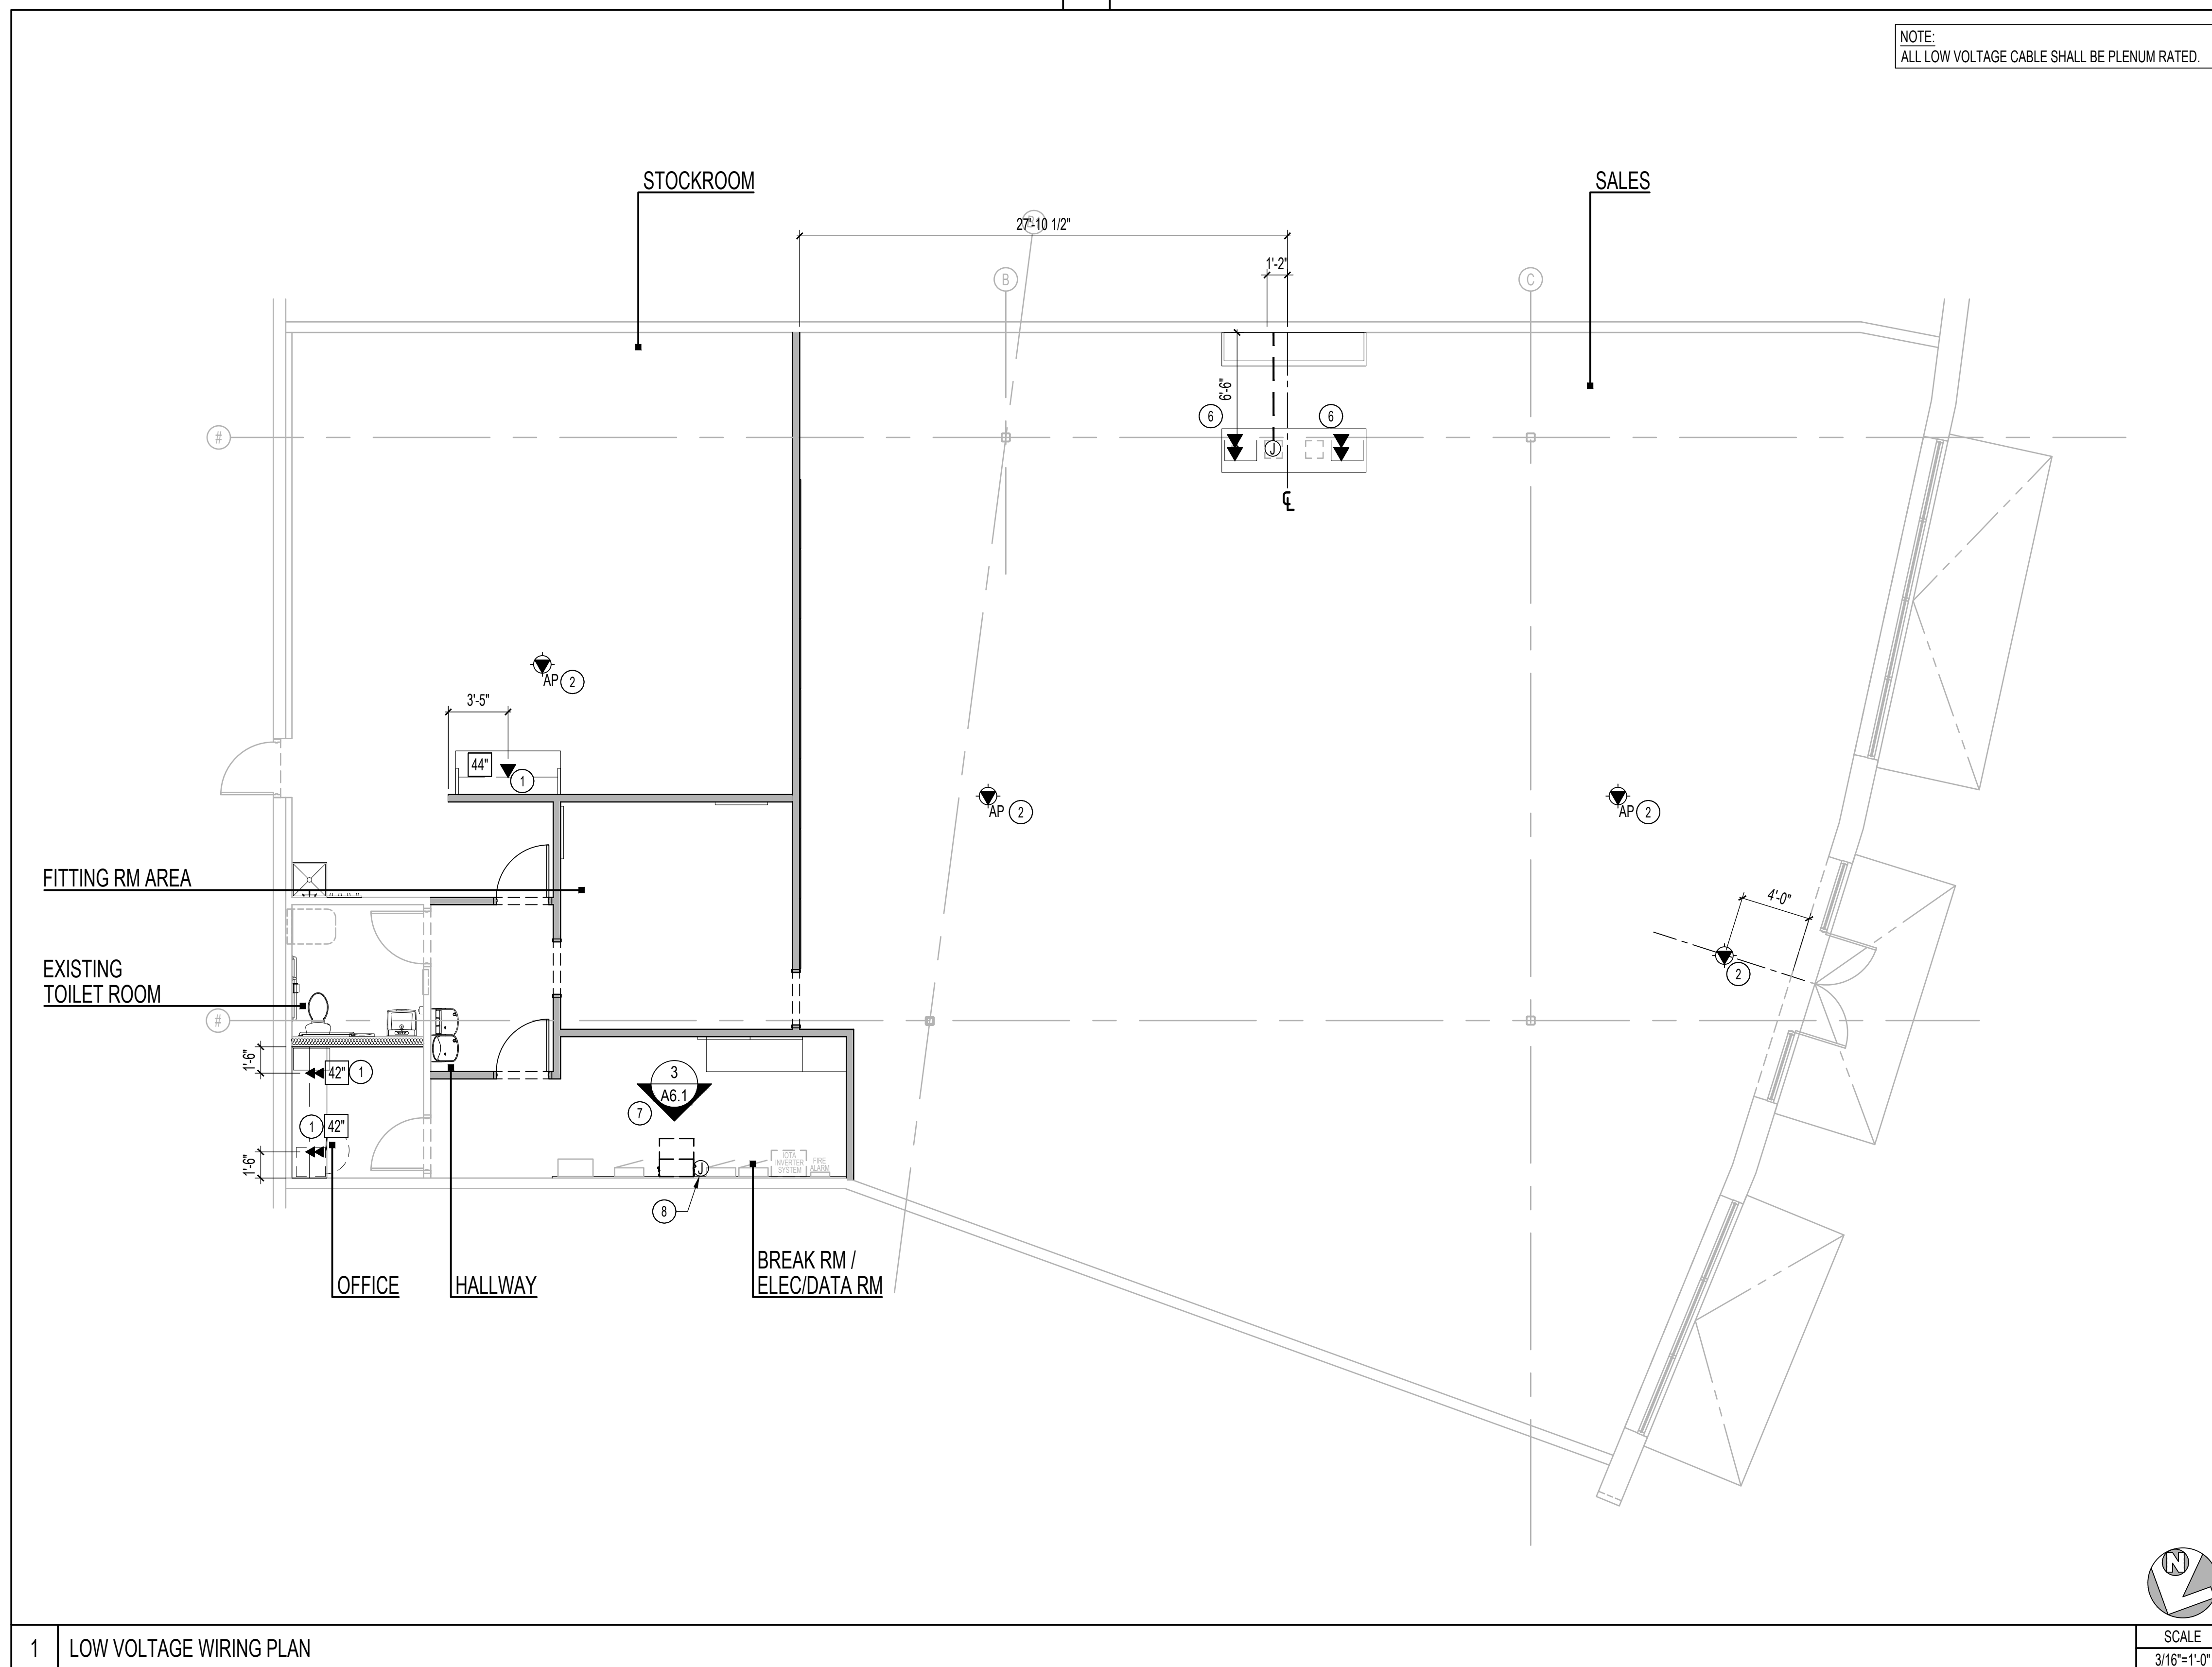 NOTE:
ALL LOW VOLTAGE CABLE SHALL BE PLENUM RATED.
STOCKROOM
SALES
27'-10 1/2"
1'-2"
B
C
6'-6"
6
6
#
J
CL
AP 2
3'-5"
44"
1
AP 2
AP 2
FITTING RM AREA
4'-0"
2
EXISTING
TOILET ROOM
#
1'-6"
42" 1
3
A6.1
7
1 42"
1'-6"
IOTA
INVERTER
SYSTEM
FIRE
ALARM
J
8
BREAK RM /
ELEC/DATA RM
OFFICE
HALLWAY
N
1 LOW VOLTAGE WIRING PLAN
SCALE
3/16"=1'-0"